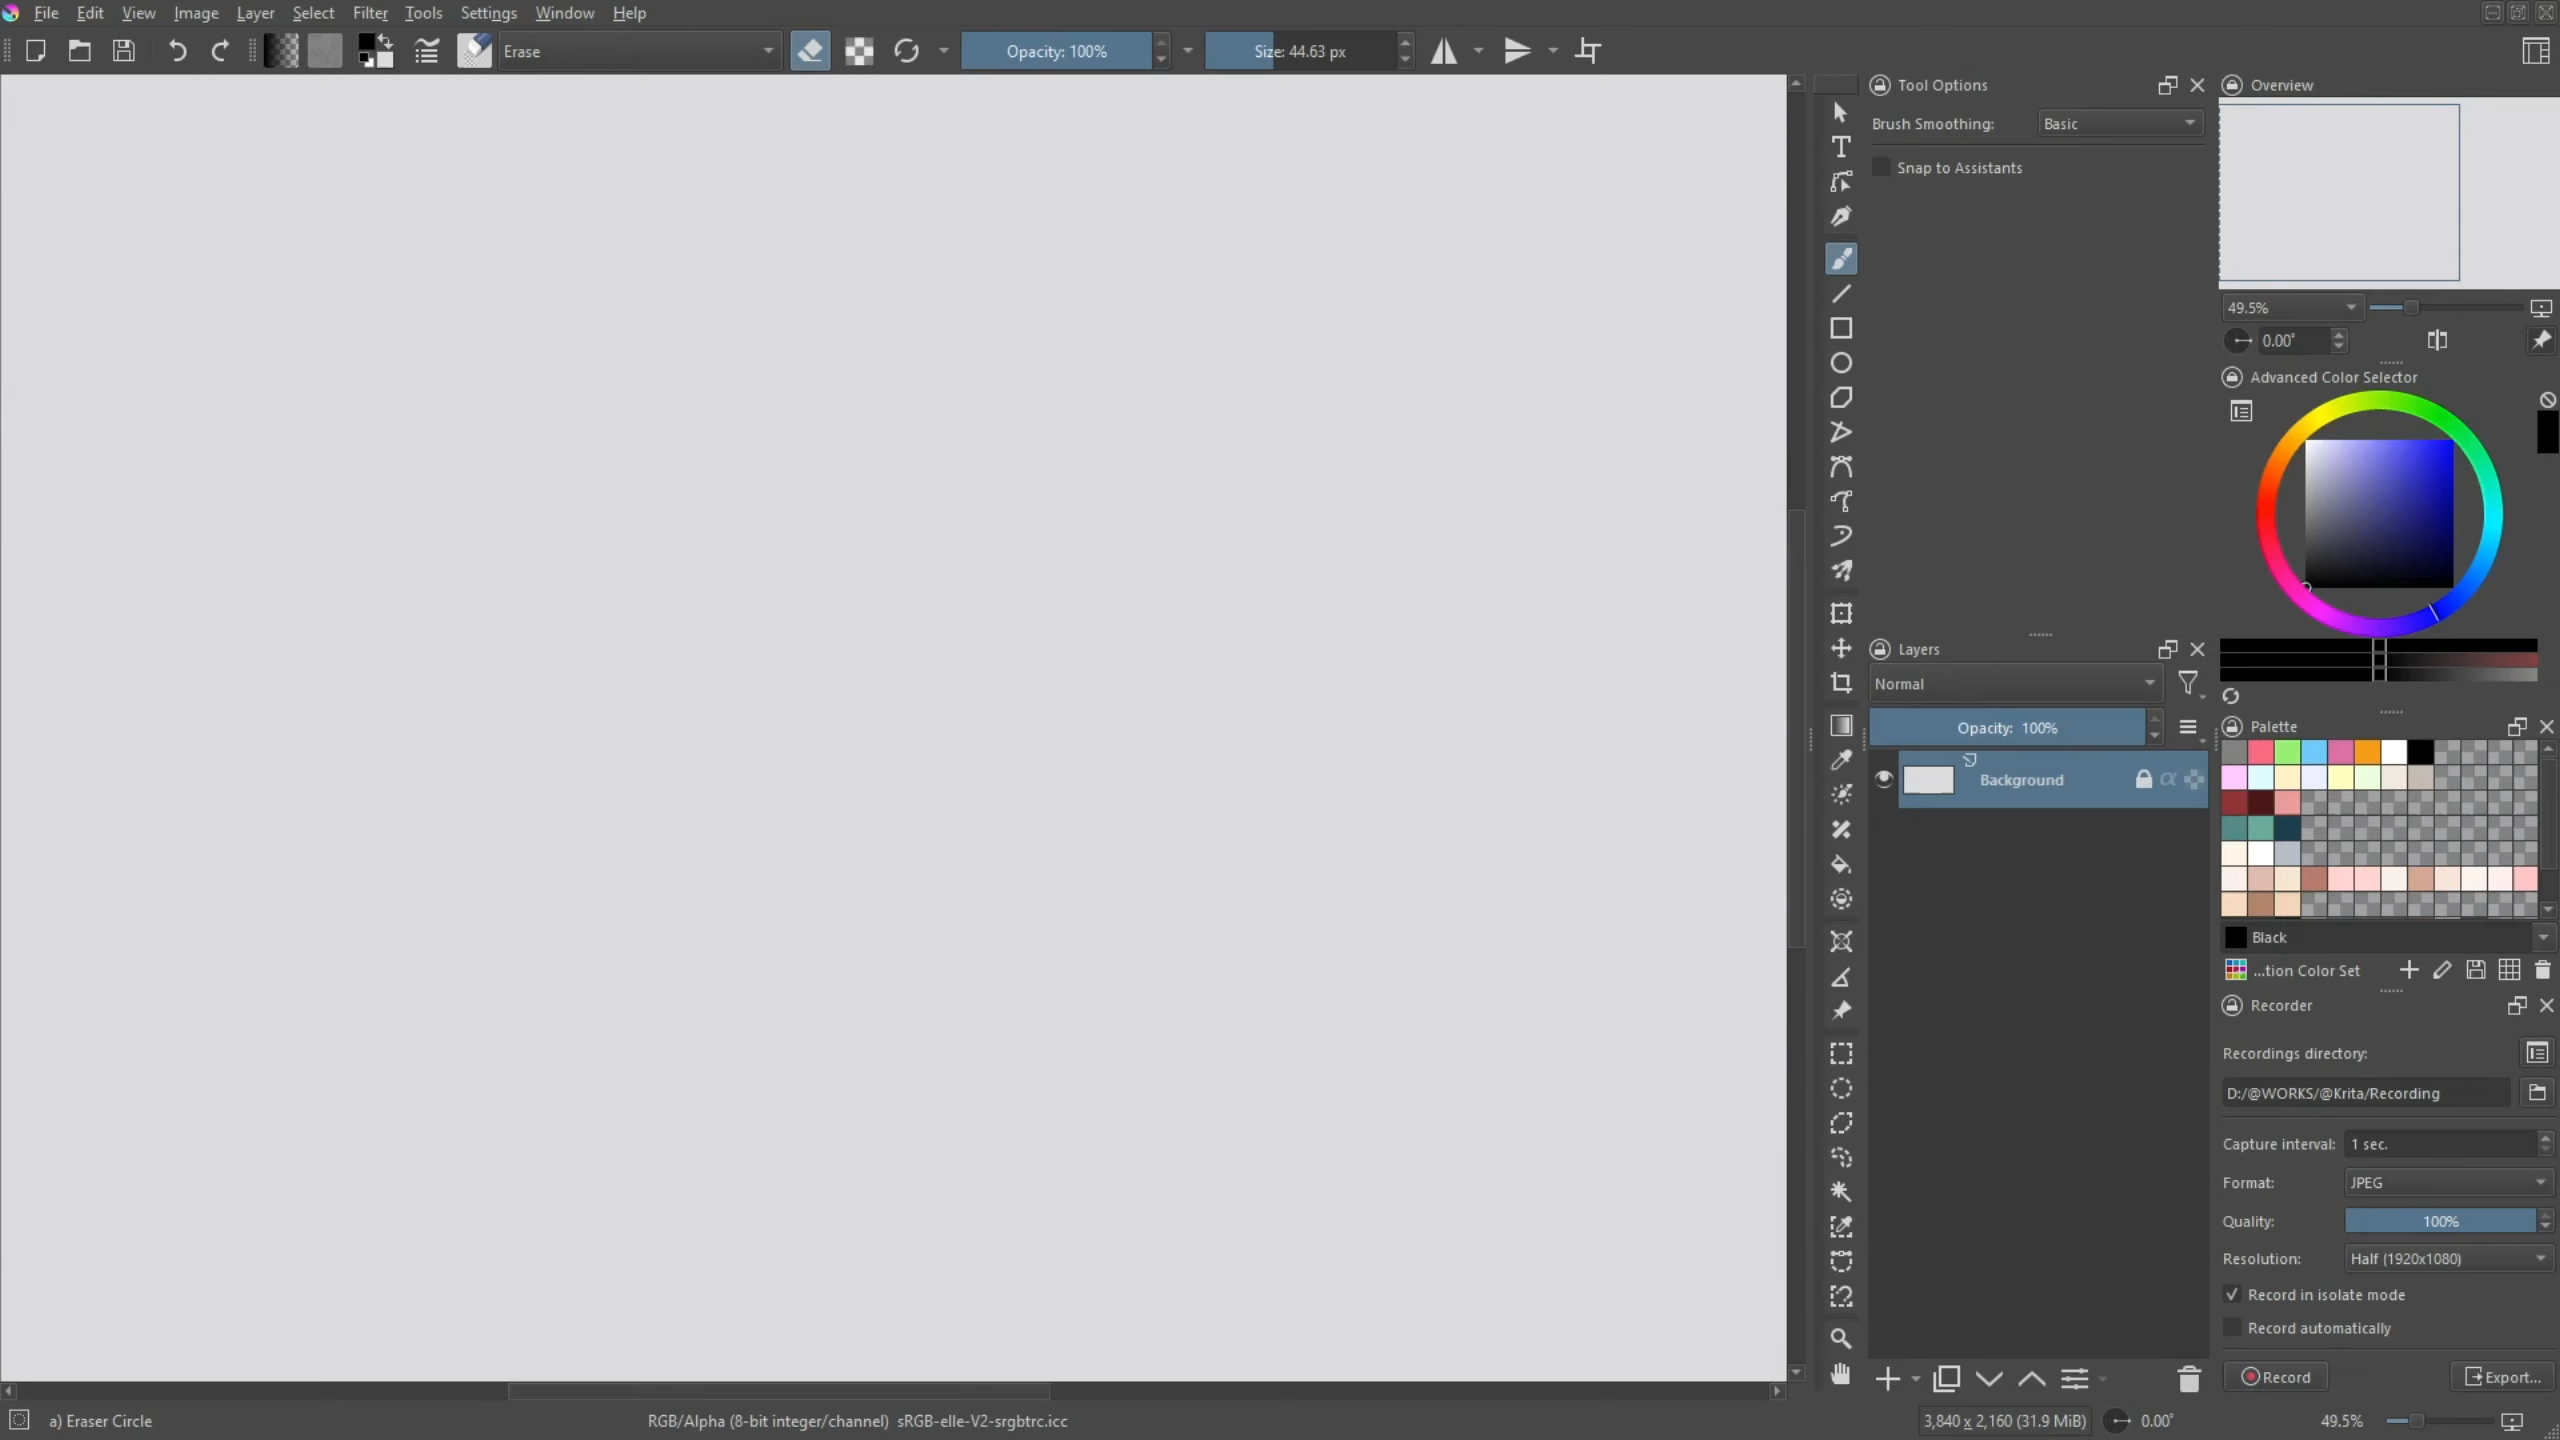 File Edit View Image Layer Select Filter Tools Settings Window Help
Erase Opacity: 100% Size: 44.63 px
Tool Options
Brush Smoothing: Basic
Snap to Assistants
Overview
49.5%
0.00°
Advanced Color Selector
Layers
Normal
Opacity: 100%
Background
Palette
Black
...tion Color Set
Recorder
Recordings directory:
D:/@WORKS/@Krita/Recording
Capture interval: 1 sec.
Format: JPEG
Quality: 100%
Resolution: Half (1920x1080)
Record in isolate mode
Record automatically
Record Export...
a) Eraser Circle RGB/Alpha (8-bit integer/channel) sRGB-elle-V2-srgbtrc.icc 3,840 x 2,160 (31.9 MiB) 0.00° 49.5%